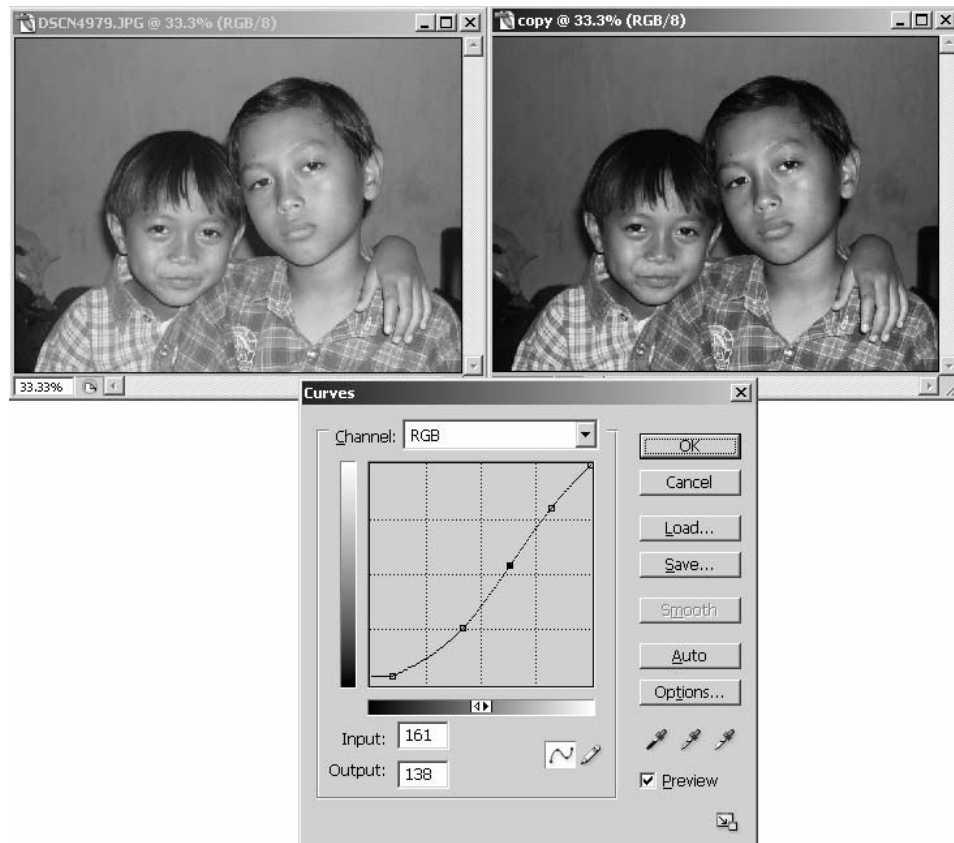 DSCN4979.JPG @ 33.3% (RGB/8)
copy @ 33.3% (RGB/8)
33.33%
Curves
Channel: RGB
OK
Cancel
Load...
Save...
Smooth
Auto
Options...
Input: 161
Output: 138
Preview